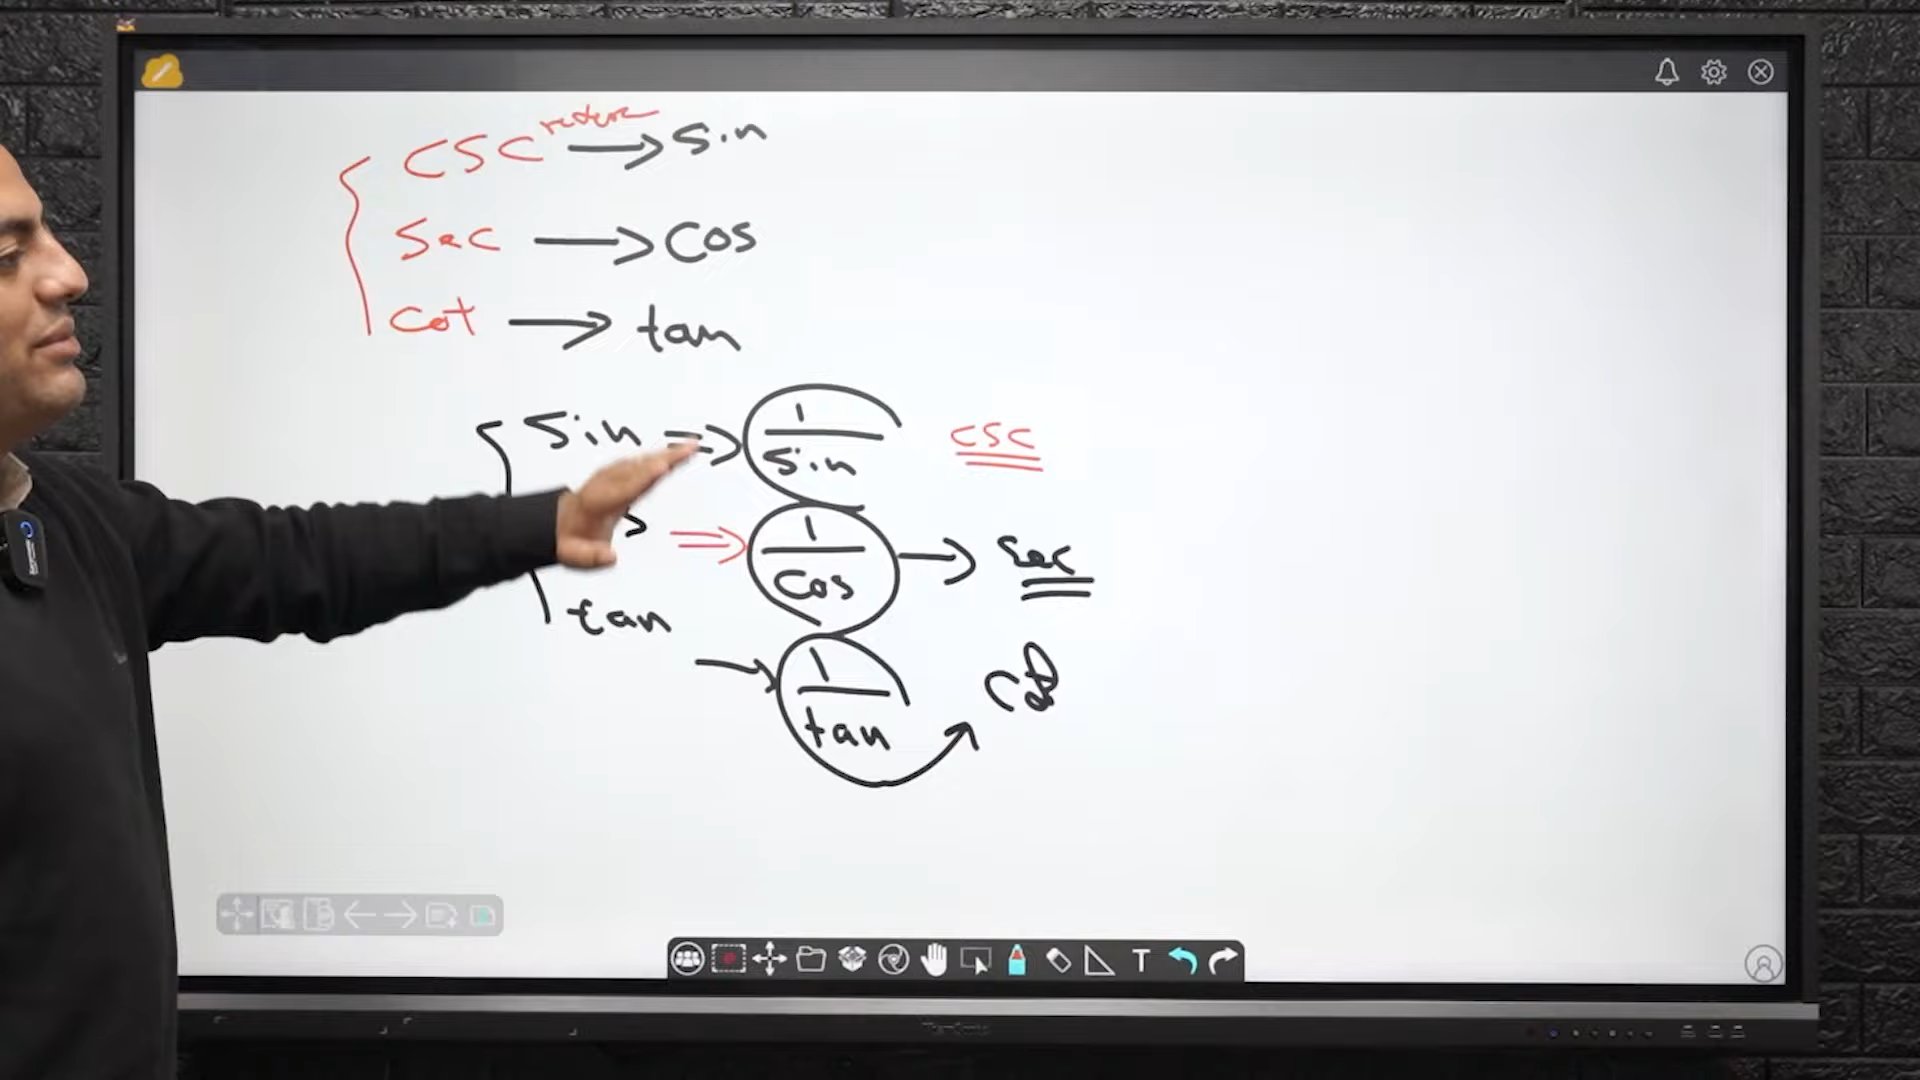 CSC → Sin
Sec → Cos
Cot → tan
Sin ⇒ 1/Sin csc
⇒ 1/Cos → Sec
tan → 1/tan
T